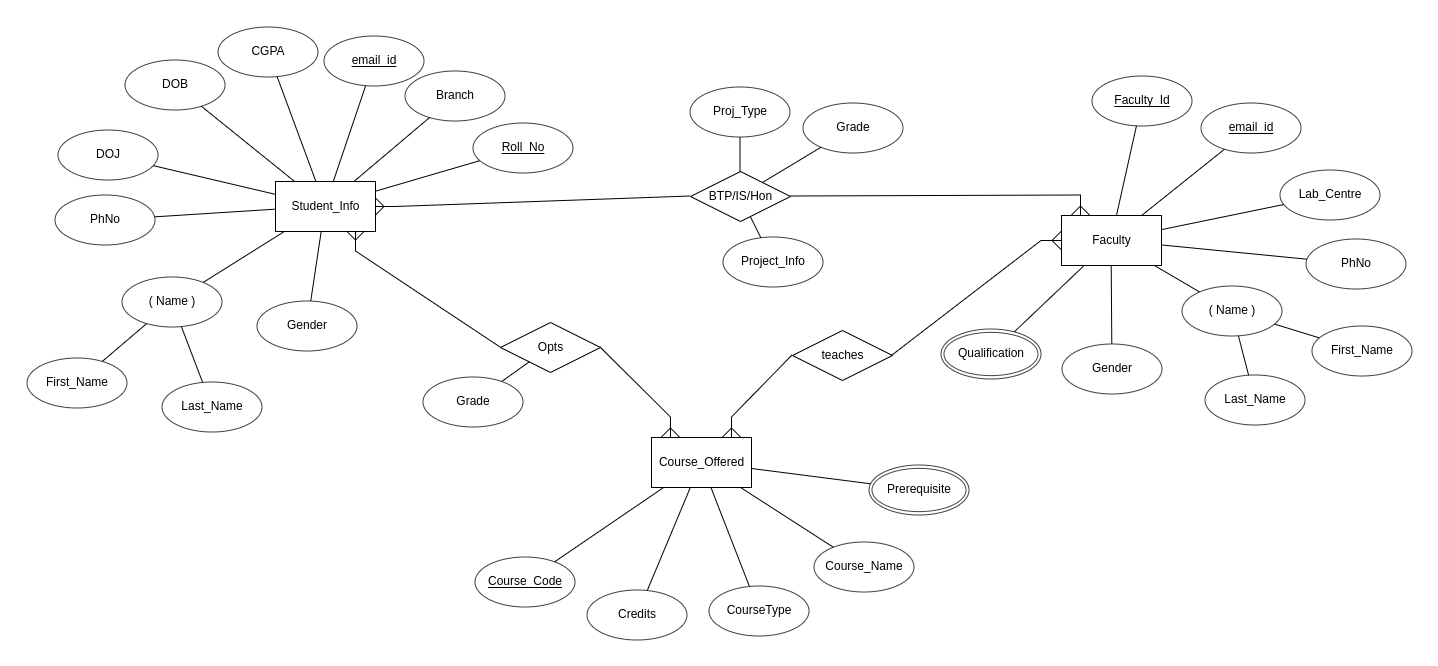 CGPA
email_id
DOB
Branch
Faculty_Id
Proj_Type
Grade
email_id
Roll_No
DOJ
Lab_Centre
BTP/IS/Hon
Student_Info
PhNo
Faculty
Project_Info
PhNo
( Name )
( Name )
Gender
Opts
teaches
Qualification
First_Name
Gender
First_Name
Last_Name
Grade
Last_Name
Course_Offered
Prerequisite
Course_Name
Course_Code
CourseType
Credits